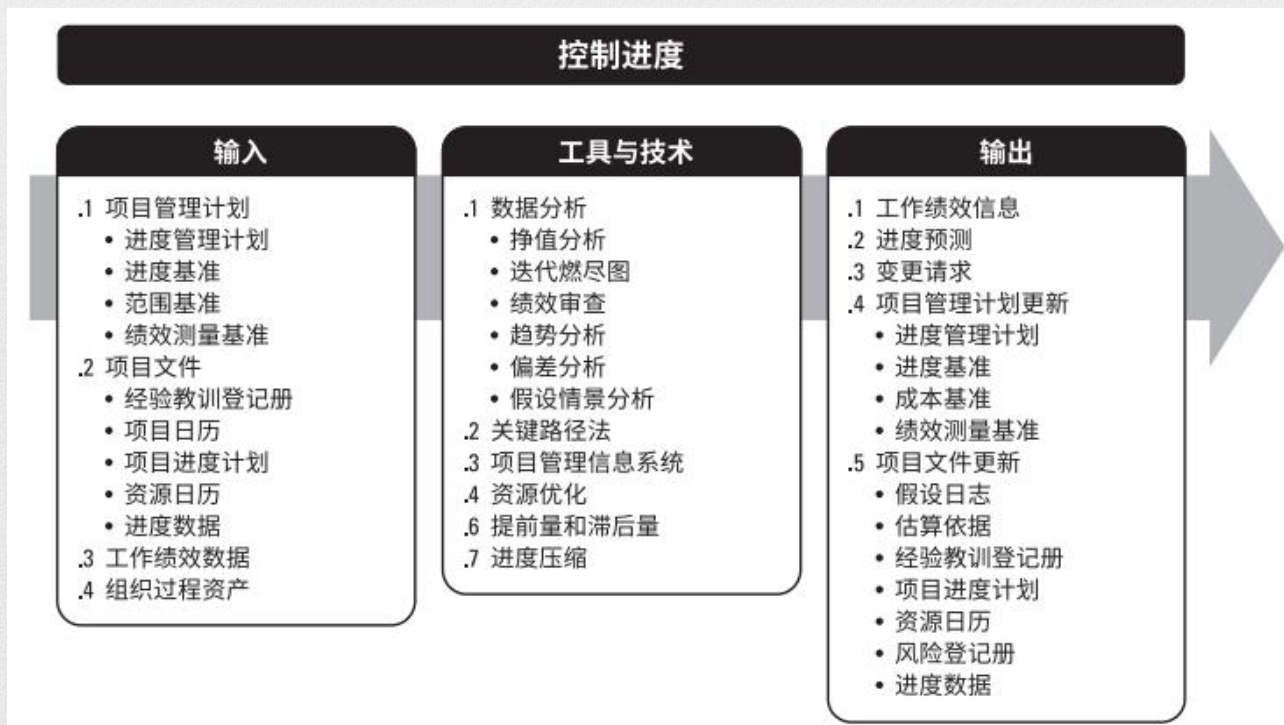 控制进度
输入
.1 项目管理计划
• 进度管理计划
• 进度基准
• 范围基准
• 绩效测量基准
.2 项目文件
• 经验教训登记册
• 项目日历
• 项目进度计划
• 资源日历
• 进度数据
.3 工作绩效数据
.4 组织过程资产
工具与技术
.1 数据分析
• 挣值分析
• 迭代燃尽图
• 绩效审查
• 趋势分析
• 偏差分析
• 假设情景分析
.2 关键路径法
.3 项目管理信息系统
.4 资源优化
.6 提前量和滞后量
.7 进度压缩
输出
.1 工作绩效信息
.2 进度预测
.3 变更请求
.4 项目管理计划更新
• 进度管理计划
• 进度基准
• 成本基准
• 绩效测量基准
.5 项目文件更新
• 假设日志
• 估算依据
• 经验教训登记册
• 项目进度计划
• 资源日历
• 风险登记册
• 进度数据